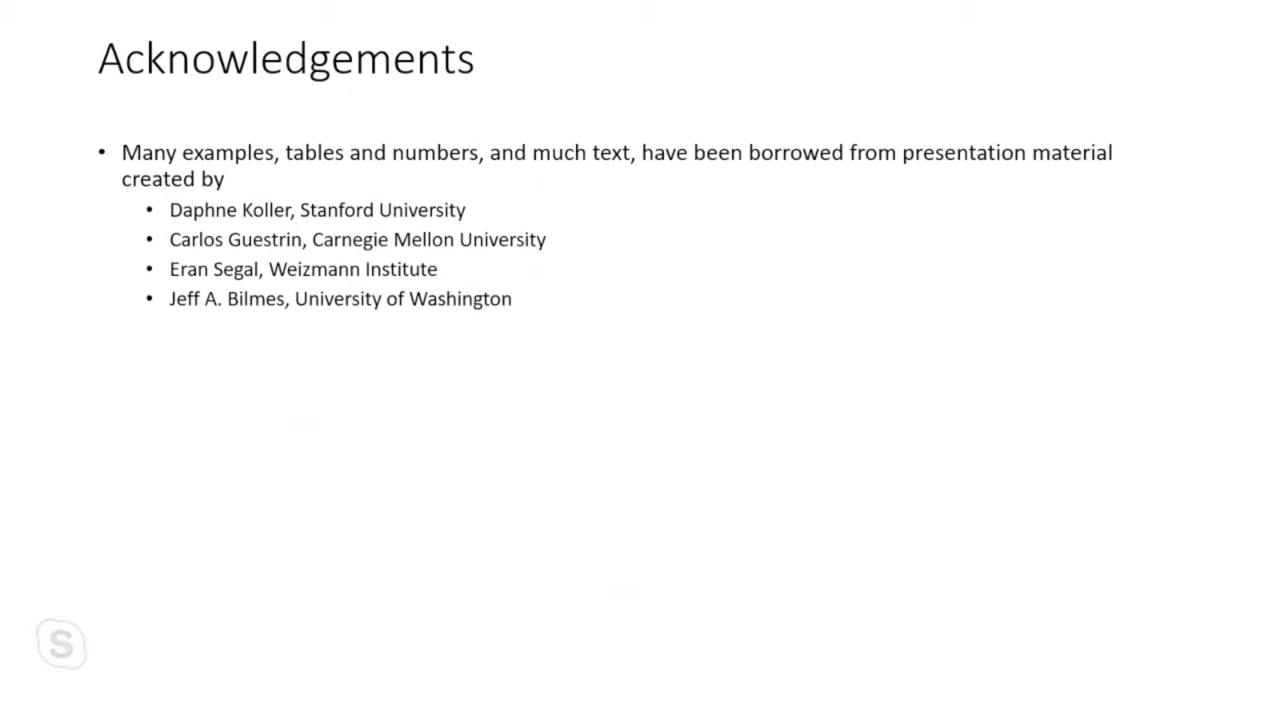 Acknowledgements
• Many examples, tables and numbers, and much text, have been borrowed from presentation material
created by
• Daphne Koller, Stanford University
• Carlos Guestrin, Carnegie Mellon University
• Eran Segal, Weizmann Institute
• Jeff A. Bilmes, University of Washington
S